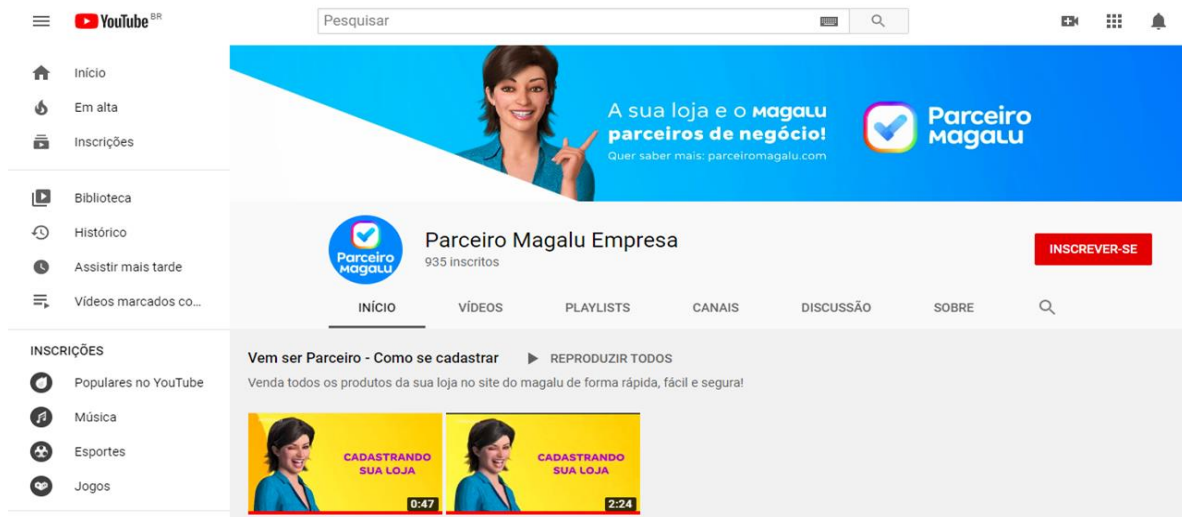 YouTube BR
Pesquisar
Início
Em alta
Inscrições
Biblioteca
Histórico
Assistir mais tarde
Vídeos marcados co...
INSCRIÇÕES
Populares no YouTube
Música
Esportes
Jogos
A sua loja e o Magalu
parceiros de negócio!
Quer saber mais: parceiromagalu.com
Parceiro
Magalu
Parceiro
Magalu
Parceiro Magalu Empresa
935 inscritos
INSCREVER-SE
INÍCIO VÍDEOS PLAYLISTS CANAIS DISCUSSÃO SOBRE
Vem ser Parceiro - Como se cadastrar REPRODUZIR TODOS
Venda todos os produtos da sua loja no site do magalu de forma rápida, fácil e segura!
CADASTRANDO
SUA LOJA
0:47
CADASTRANDO
SUA LOJA
2:24